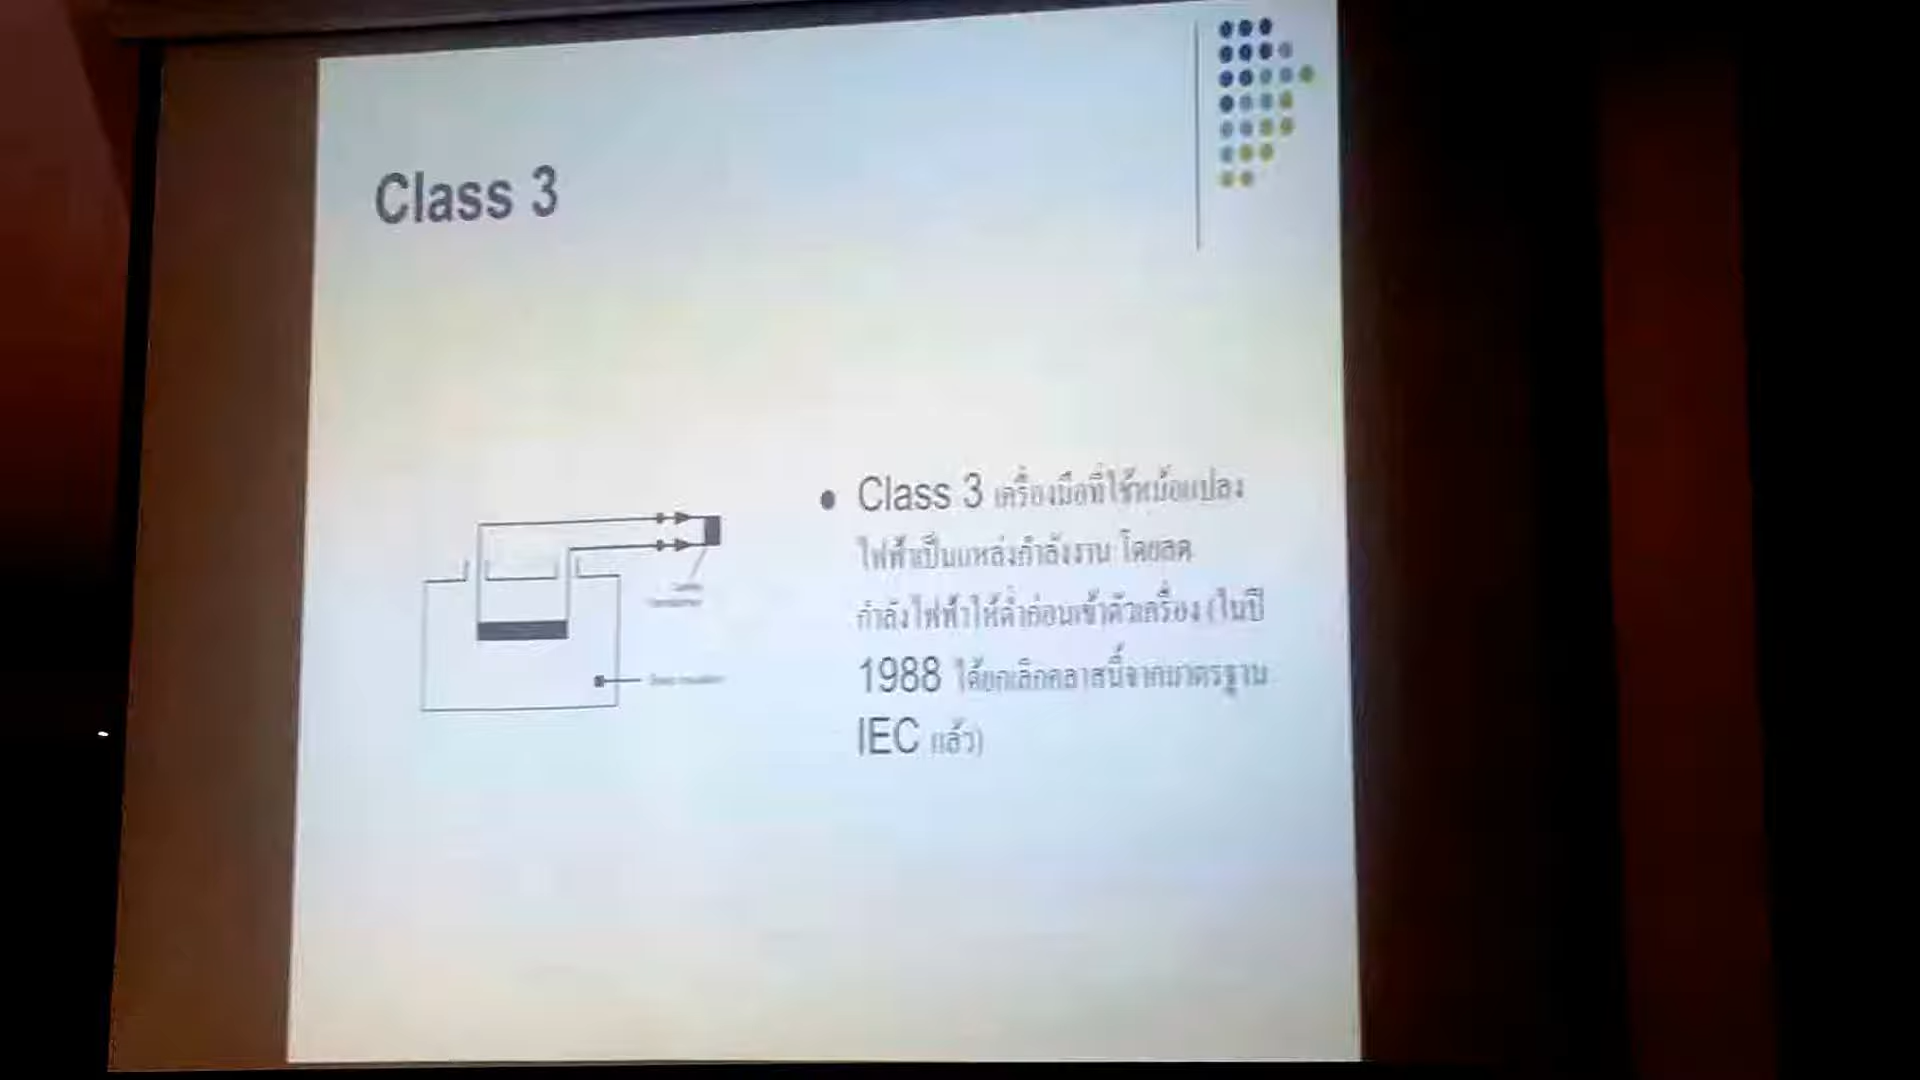 Class 3
Class 3 เครื่องมือที่ใช้หม้อแปลง
ไฟฟ้าเป็นแหล่งกำลังงาน โดยลด
กำลังไฟฟ้าให้ต่ำก่อนเข้าตัวเครื่อง (ในปี
1988 ได้ยกเลิกคลาสนี้จากมาตรฐาน
IEC แล้ว)